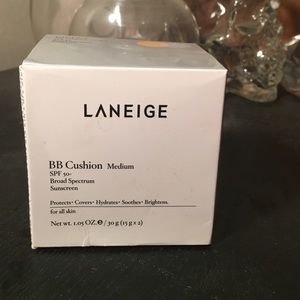 LANEIGE
BB Cushion Medium
SPF 50+
Broad Spectrum
Sunscreen
Protects• Covers• Hydrates• Soothes• Brightens.
for all skin
Net wt. 1.05 OZ.℮ / 30 g (15 g x 2)